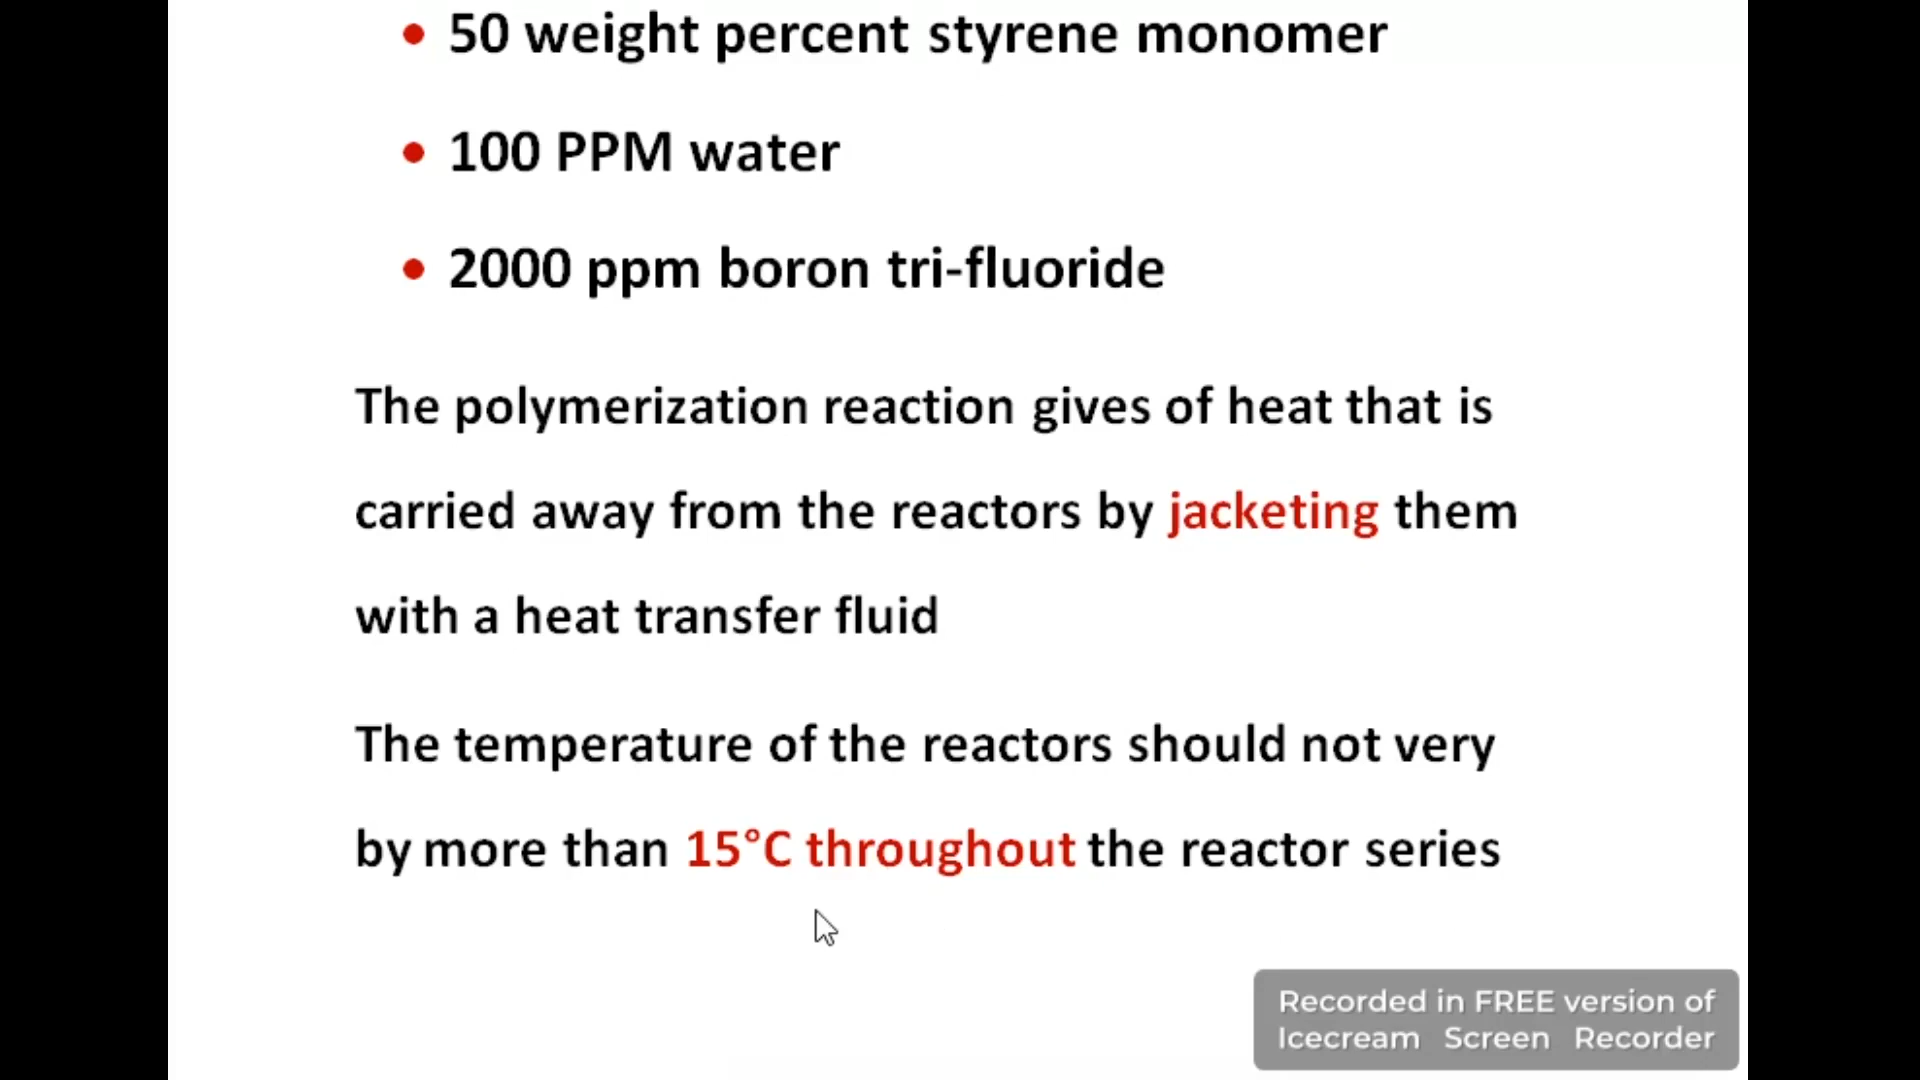 • 50 weight percent styrene monomer
• 100 PPM water
• 2000 ppm boron tri-fluoride
The polymerization reaction gives of heat that is
carried away from the reactors by jacketing them
with a heat transfer fluid
The temperature of the reactors should not very
by more than 15°C throughout the reactor series
Recorded in FREE version of
Icecream Screen Recorder